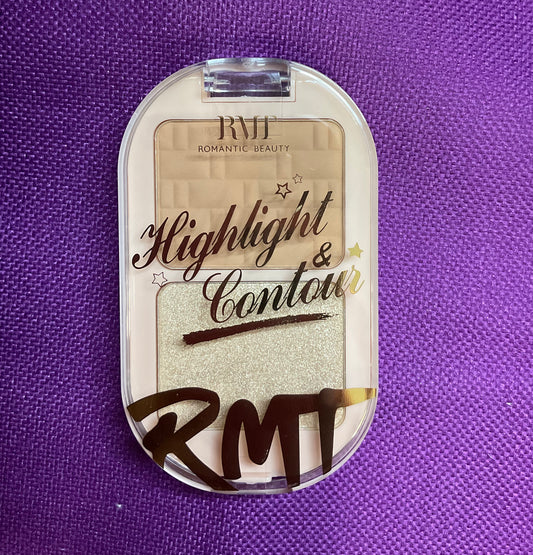 RMT
ROMANTIC BEAUTY
Highlight
&
Contour
RMT